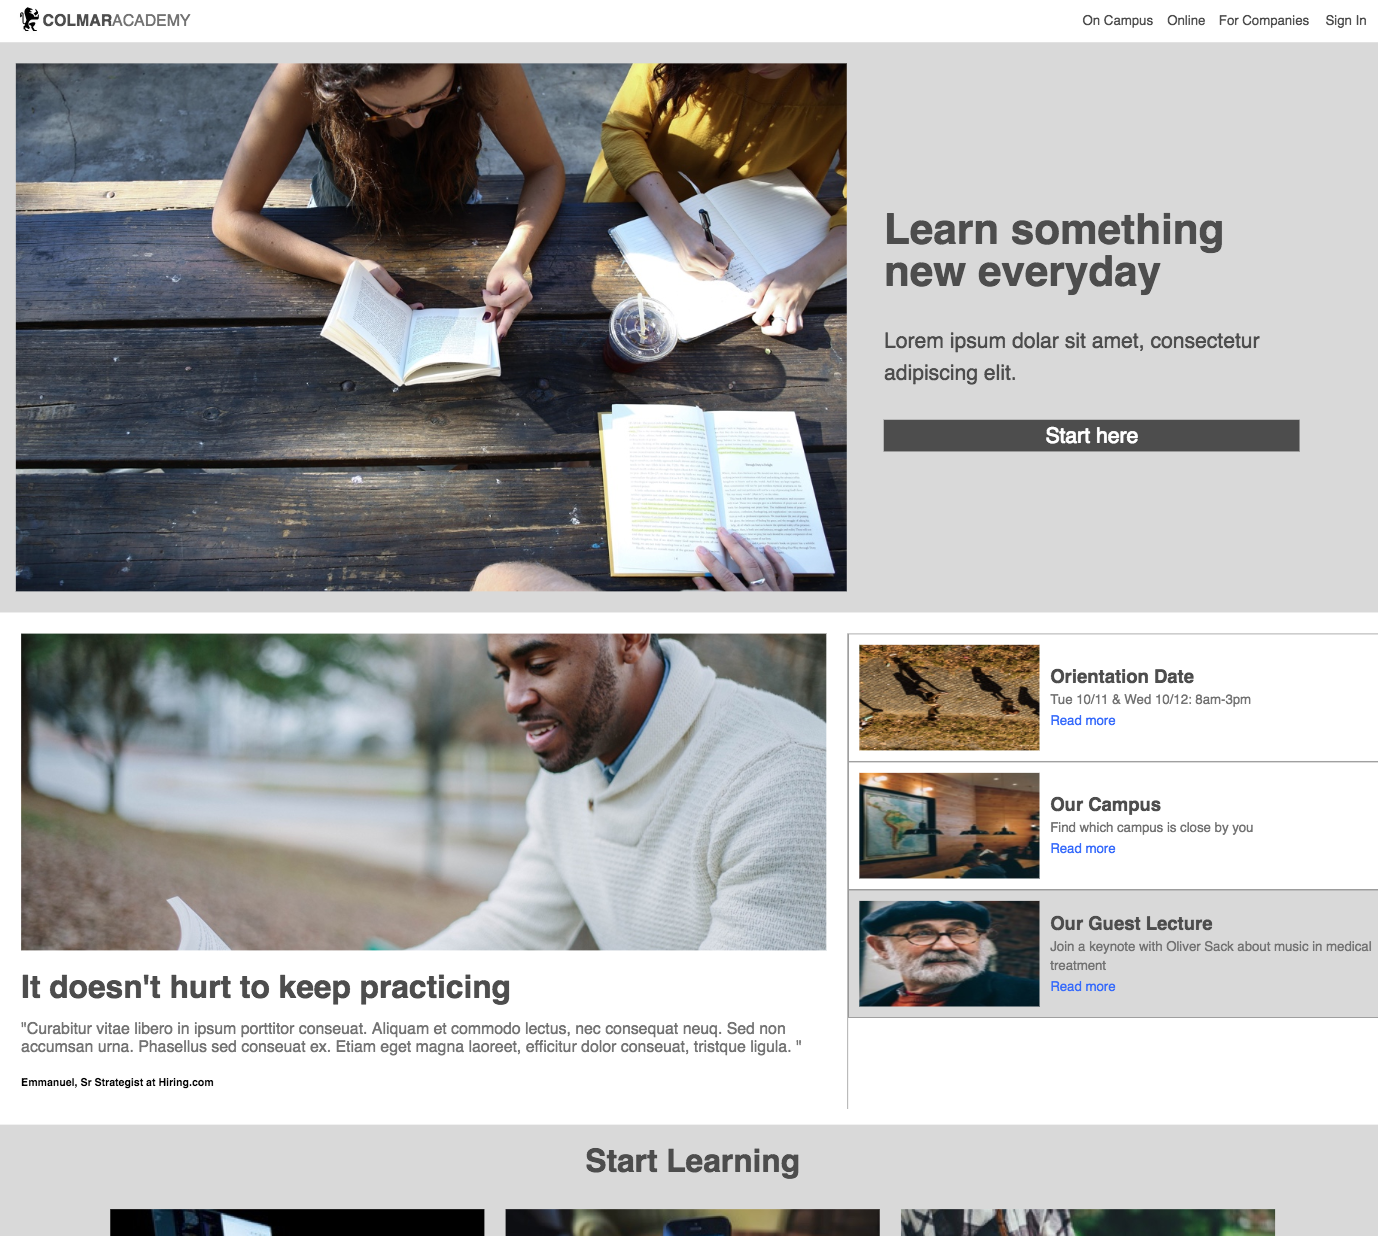 COLMARACADEMY
On Campus Online For Companies Sign In
Learn something
new everyday
Lorem ipsum dolar sit amet, consectetur
adipiscing elit.
Start here
Orientation Date
Tue 10/11 & Wed 10/12: 8am-3pm
Read more
Our Campus
Find which campus is close by you
Read more
Our Guest Lecture
Join a keynote with Oliver Sack about music in medical
treatment
Read more
It doesn't hurt to keep practicing
"Curabitur vitae libero in ipsum porttitor conseuat. Aliquam et commodo lectus, nec consequat neuq. Sed non
accumsan urna. Phasellus sed conseuat ex. Etiam eget magna laoreet, efficitur dolor conseuat, tristque ligula. "
Emmanuel, Sr Strategist at Hiring.com
Start Learning